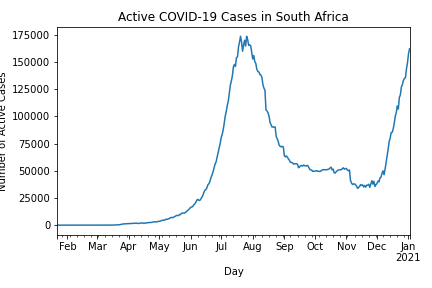 Active COVID-19 Cases in South Africa
Number of Active Cases
175000
150000
125000
100000
75000
50000
25000
0
Feb Mar Apr May Jun Jul Aug Sep Oct Nov Dec Jan
2021
Day